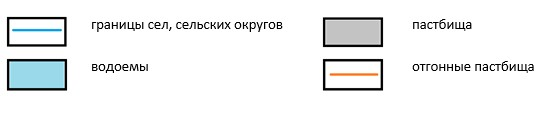 границы сел, сельских округов
водоемы
пастбища
отгонные пастбища